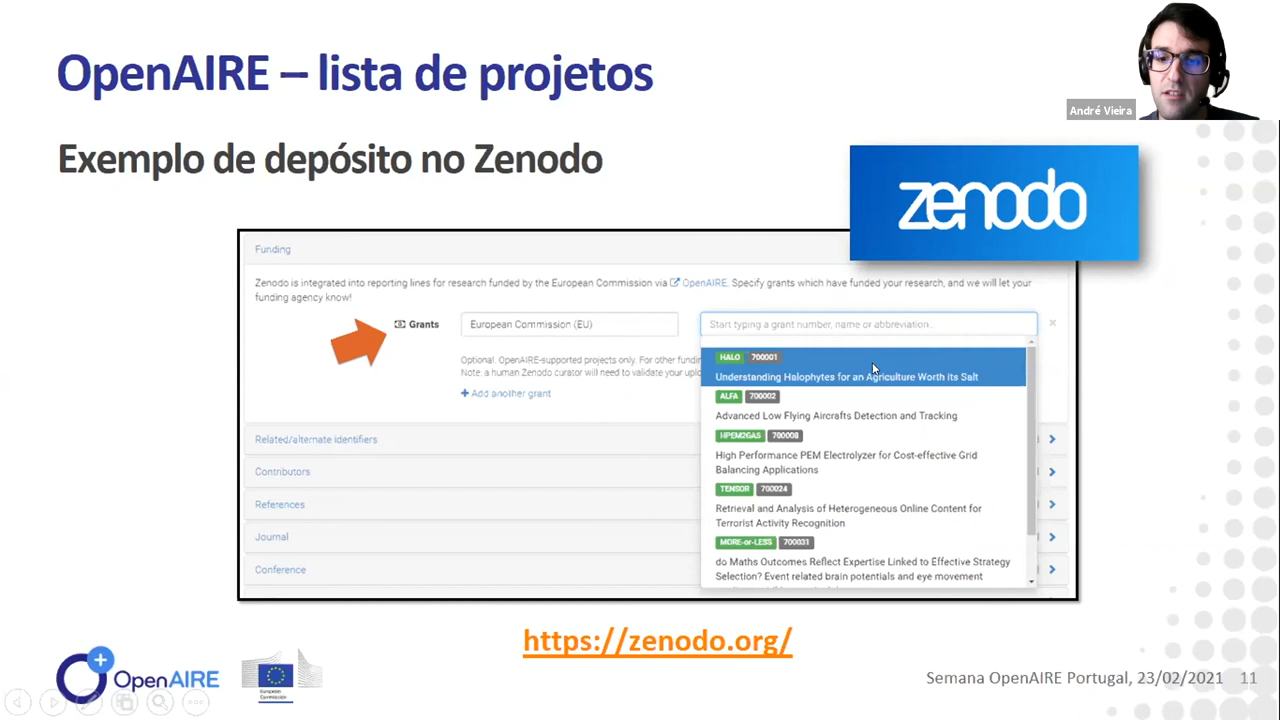 OpenAIRE – lista de projetos
André Vieira
Exemplo de depósito no Zenodo
zenodo
Funding
Zenodo is integrated into reporting lines for research funded by the European Commission via OpenAIRE. Specify grants which have funded your research, and we will let your
funding agency know!
Grants
European Commission (EU)
Start typing a grant number, name or abbreviation...
Optional. OpenAIRE-supported projects only. For other fundin
Note: a human Zenodo curator will need to validate your uplo
Add another grant
HALO 700001
Understanding Halophytes for an Agriculture Worth its Salt
ALFA 700002
Advanced Low Flying Aircrafts Detection and Tracking
HPEM2GAS 700008
High Performance PEM Electrolyzer for Cost-effective Grid
Balancing Applications
TENSOR 700024
Retrieval and Analysis of Heterogeneous Online Content for
Terrorist Activity Recognition
MORE-or-LESS 700031
do Maths Outcomes Reflect Expertise Linked to Effective Strategy
Selection? Event related brain potentials and eye movement
Related/alternate identifiers
Contributors
References
Journal
Conference
https://zenodo.org/
OpenAIRE
European
Commission
Semana OpenAIRE Portugal, 23/02/2021 11